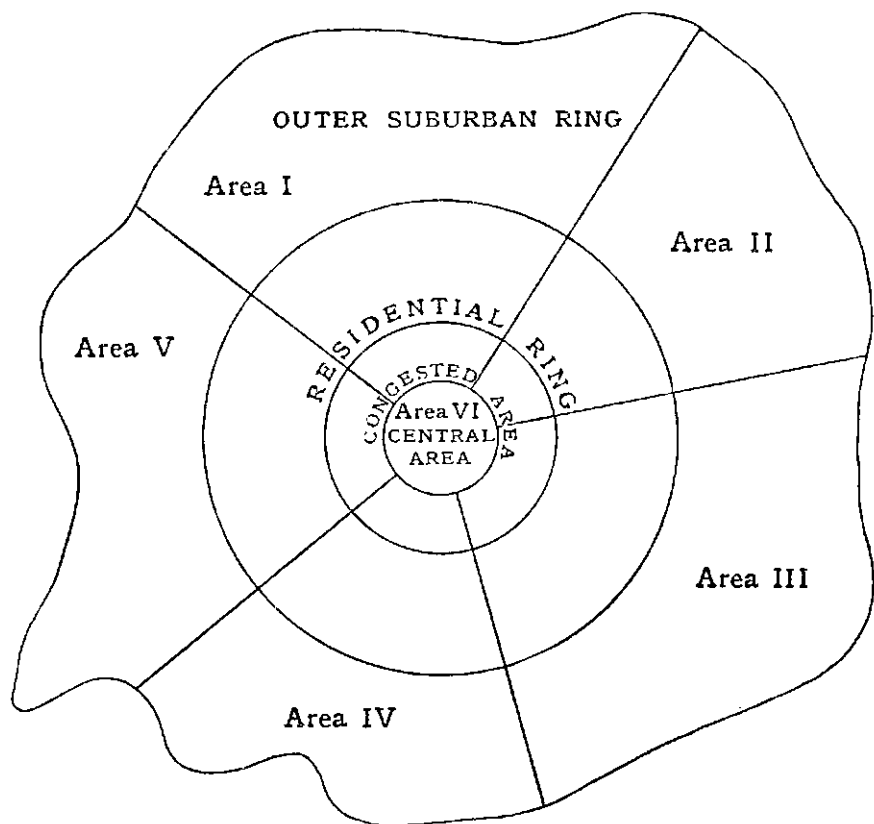 OUTER SUBURBAN RING
Area I
Area II
Area V
RESIDENTIAL RING
CONGESTED AREA
Area VI
CENTRAL
AREA
Area III
Area IV